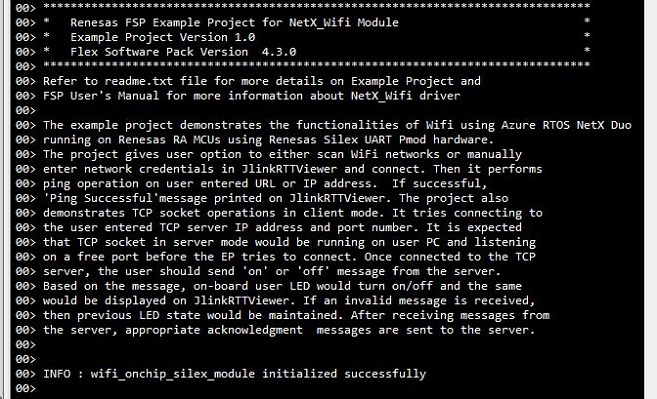 00> *********************************************************************************
00> *   Renesas FSP Example Project for NetX_Wifi Module                            *
00> *   Example Project Version 1.0                                                 *
00> *   Flex Software Pack Version  4.3.0                                           *
00> *********************************************************************************
00> Refer to readme.txt file for more details on Example Project and
00> FSP User's Manual for more information about NetX_Wifi driver
00>
00> The example project demonstrates the functionalities of Wifi using Azure RTOS NetX Duo
00> running on Renesas RA MCUs using Renesas Silex UART Pmod hardware.
00> The project gives user option to either scan WiFi networks or manually
00> enter network credentials in JlinkRTTViewer and connect. Then it performs
00> ping operation on user entered URL or IP address.  If successful,
00> 'Ping Successful'message printed on JlinkRTTViewer. The project also
00> demonstrates TCP socket operations in client mode. It tries connecting to
00> the user entered TCP server IP address and port number. It is expected
00> that TCP socket in server mode would be running on user PC and listening
00> on a free port before the EP tries to connect. Once connected to the TCP
00> server, the user should send 'on' or 'off' message from the server.
00> Based on the message, on-board user LED would turn on/off and the same
00> would be displayed on JlinkRTTViewer. If an invalid message is received,
00> then previous LED state would be maintained. After receiving messages from
00> the server, appropriate acknowledgment  messages are sent to the server.
00>
00>
00> INFO : wifi_onchip_silex_module initialized successfully
00>